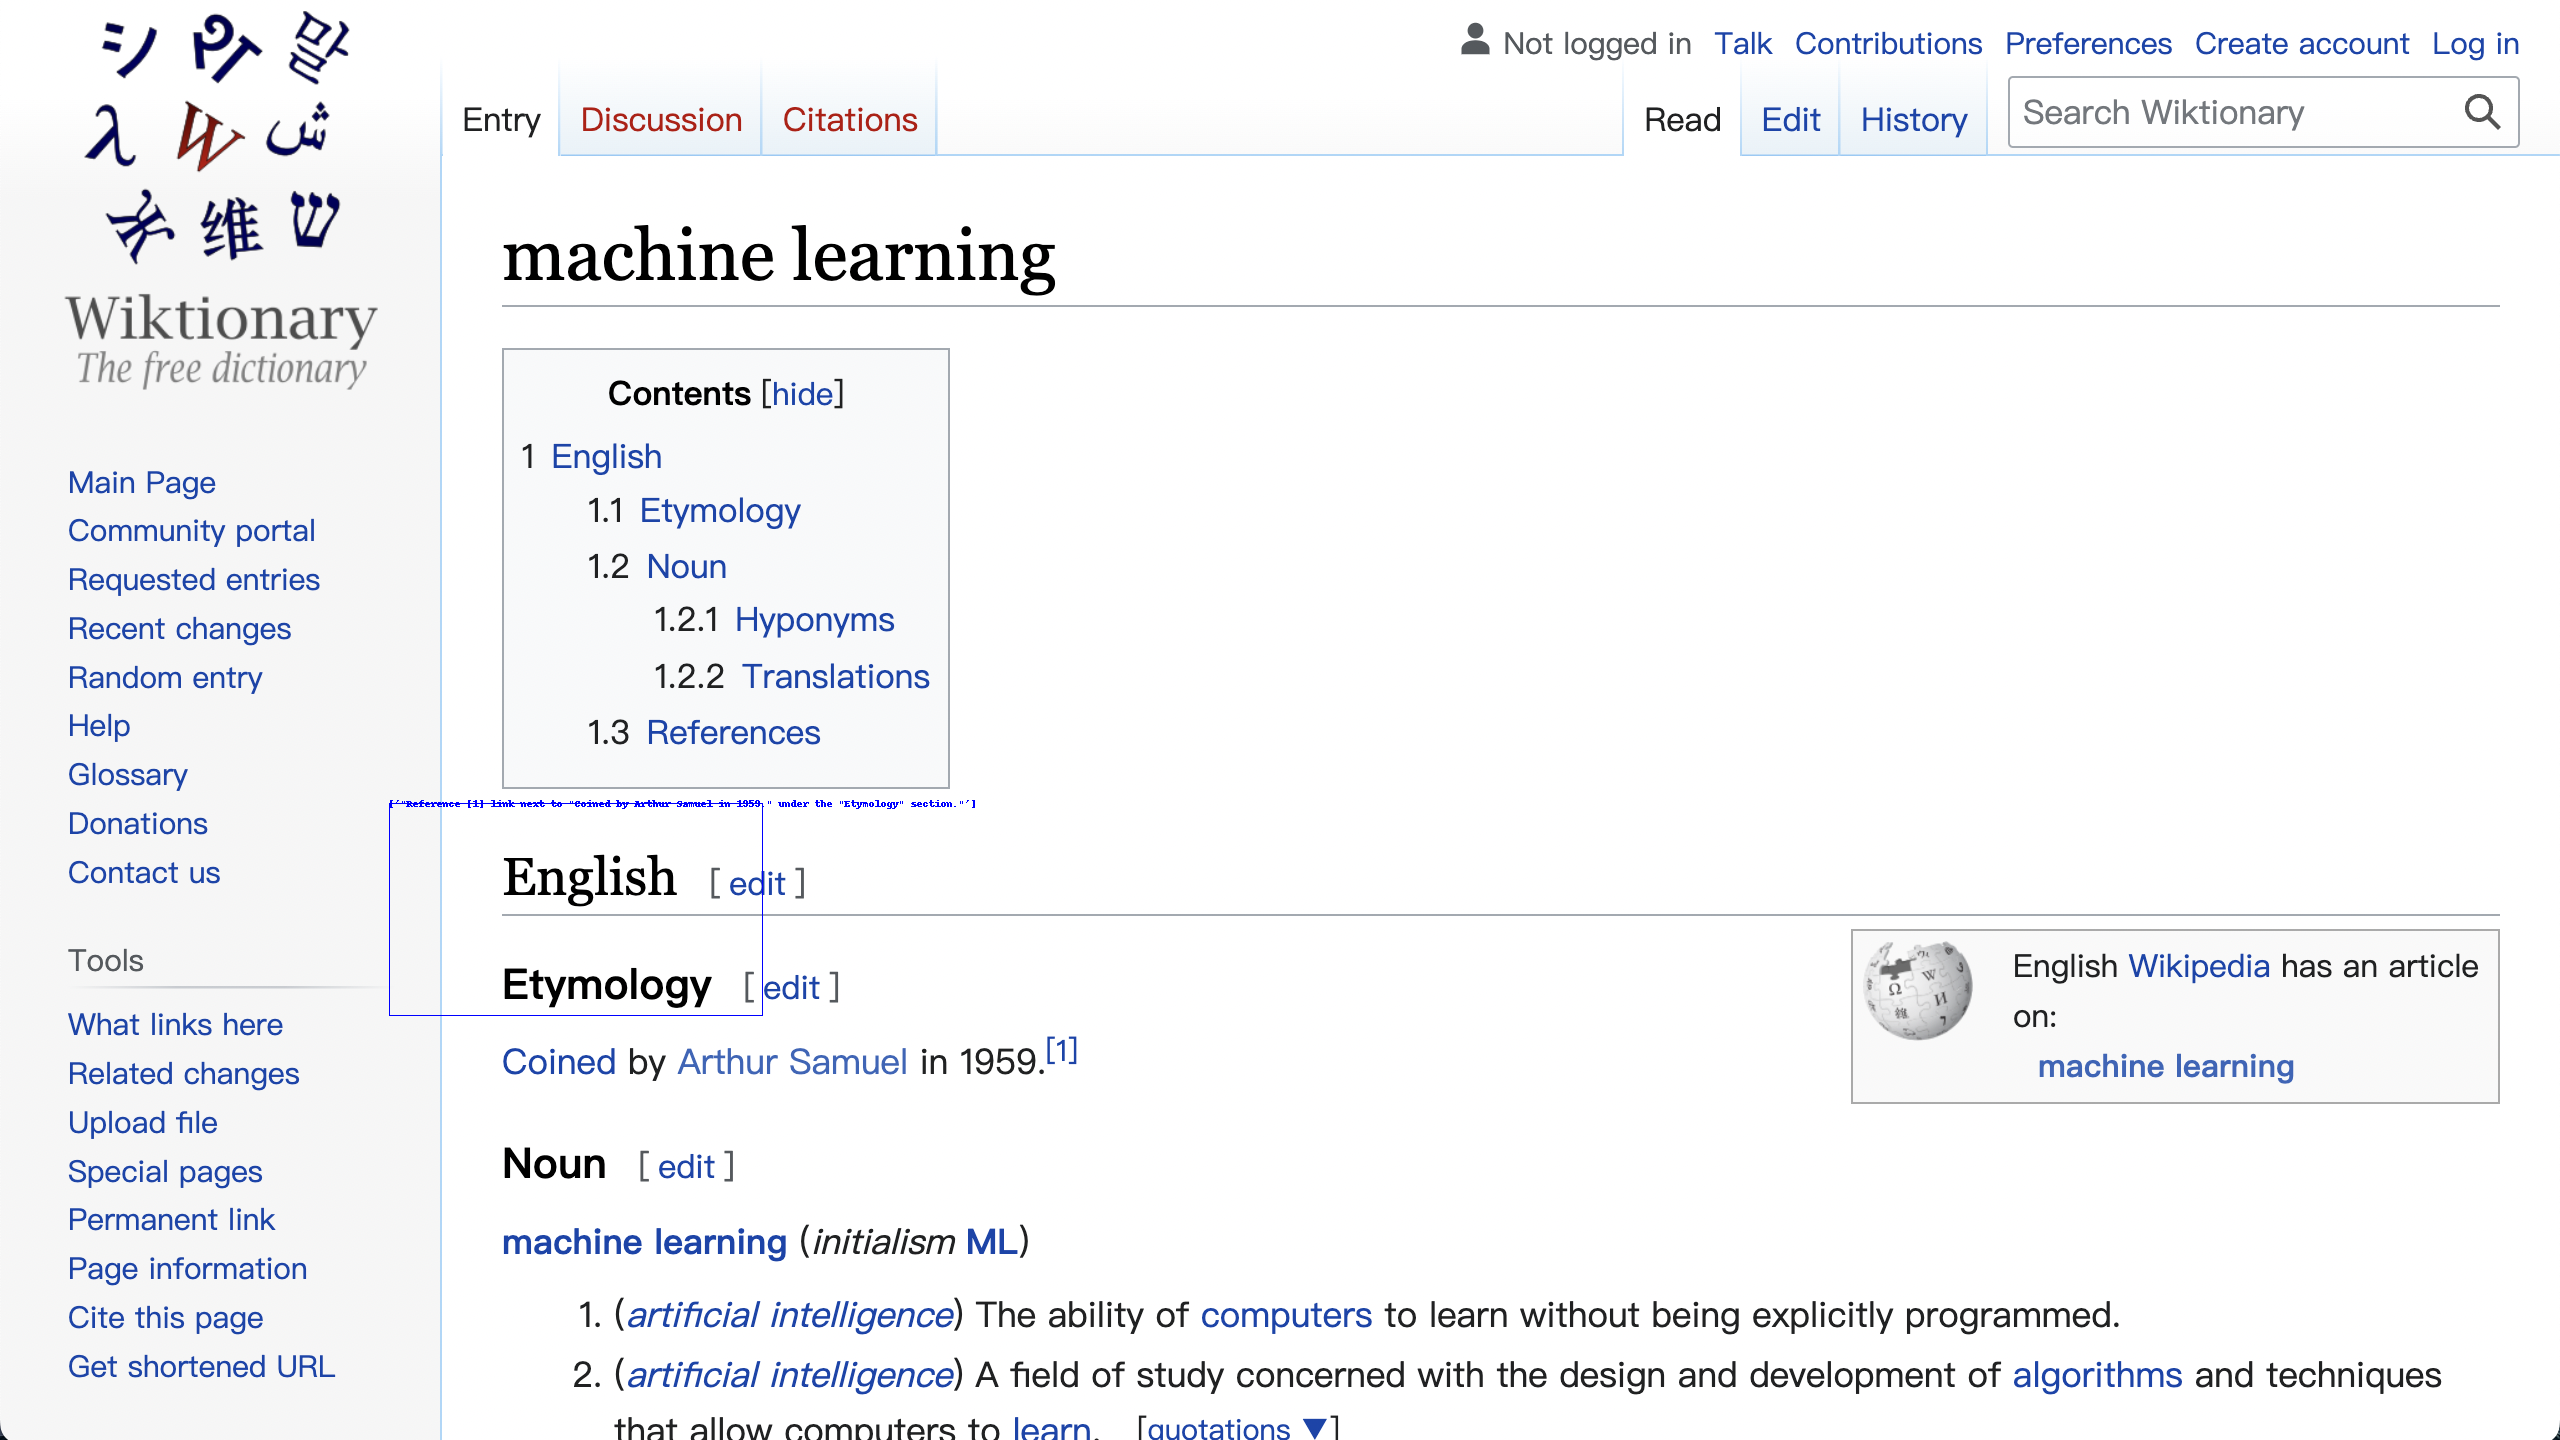 シ ፕ 말
λ W ش
维 ש
Wiktionary
The free dictionary
Main Page
Community portal
Requested entries
Recent changes
Random entry
Help
Glossary
Donations
Contact us
Tools
What links here
Related changes
Upload file
Special pages
Permanent link
Page information
Cite this page
Get shortened URL
Not logged in Talk Contributions Preferences Create account Log in
Entry Discussion Citations Read Edit History Search Wiktionary
machine learning
Contents [hide]
1 English
1.1 Etymology
1.2 Noun
1.2.1 Hyponyms
1.2.2 Translations
1.3 References
['"Reference [1] link next to "Coined by Arthur Samuel in 1959." under the "Etymology" section."']
English [ edit ]
Etymology [ edit ]
Coined by Arthur Samuel in 1959.[1]
English Wikipedia has an article
on:
machine learning
Noun [ edit ]
machine learning (initialism ML)
1. (artificial intelligence) The ability of computers to learn without being explicitly programmed.
2. (artificial intelligence) A field of study concerned with the design and development of algorithms and techniques
that allow computers to learn. [quotations ▼]